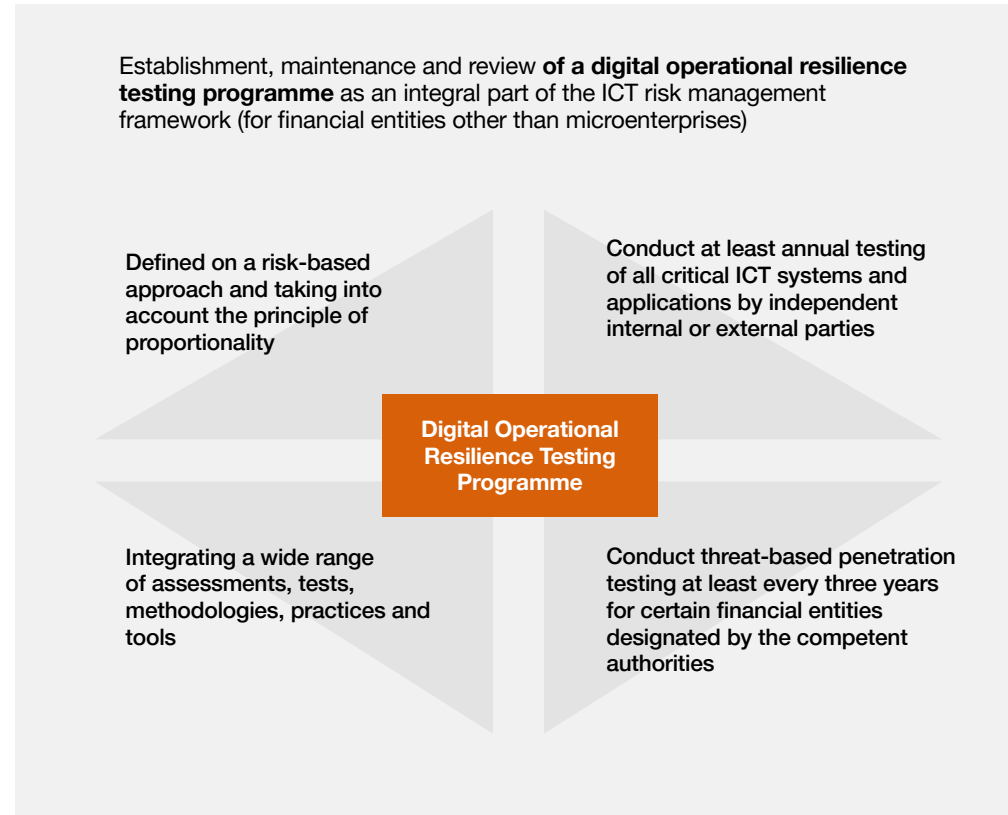 Establishment, maintenance and review of a digital operational resilience
testing programme as an integral part of the ICT risk management
framework (for financial entities other than microenterprises)
Defined on a risk-based
approach and taking into
account the principle of
proportionality
Conduct at least annual testing
of all critical ICT systems and
applications by independent
internal or external parties
Digital Operational
Resilience Testing
Programme
Integrating a wide range
of assessments, tests,
methodologies, practices and
tools
Conduct threat-based penetration
testing at least every three years
for certain financial entities
designated by the competent
authorities